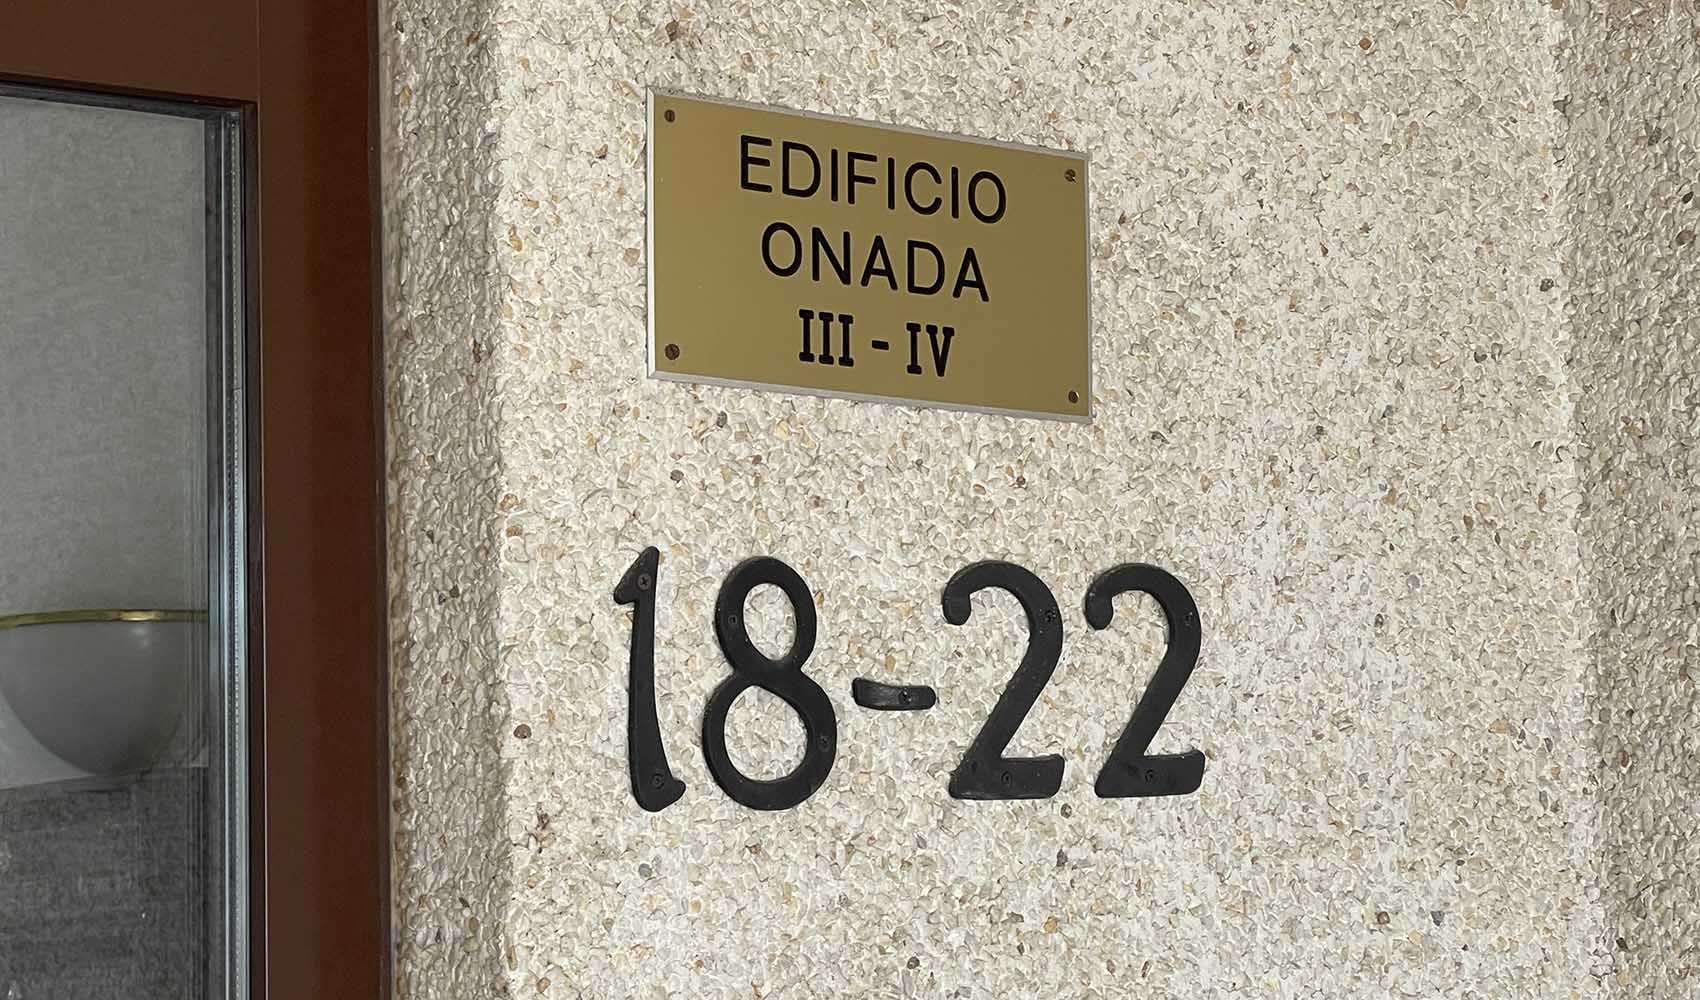 EDIFICIO
ONADA
III - IV
18-22